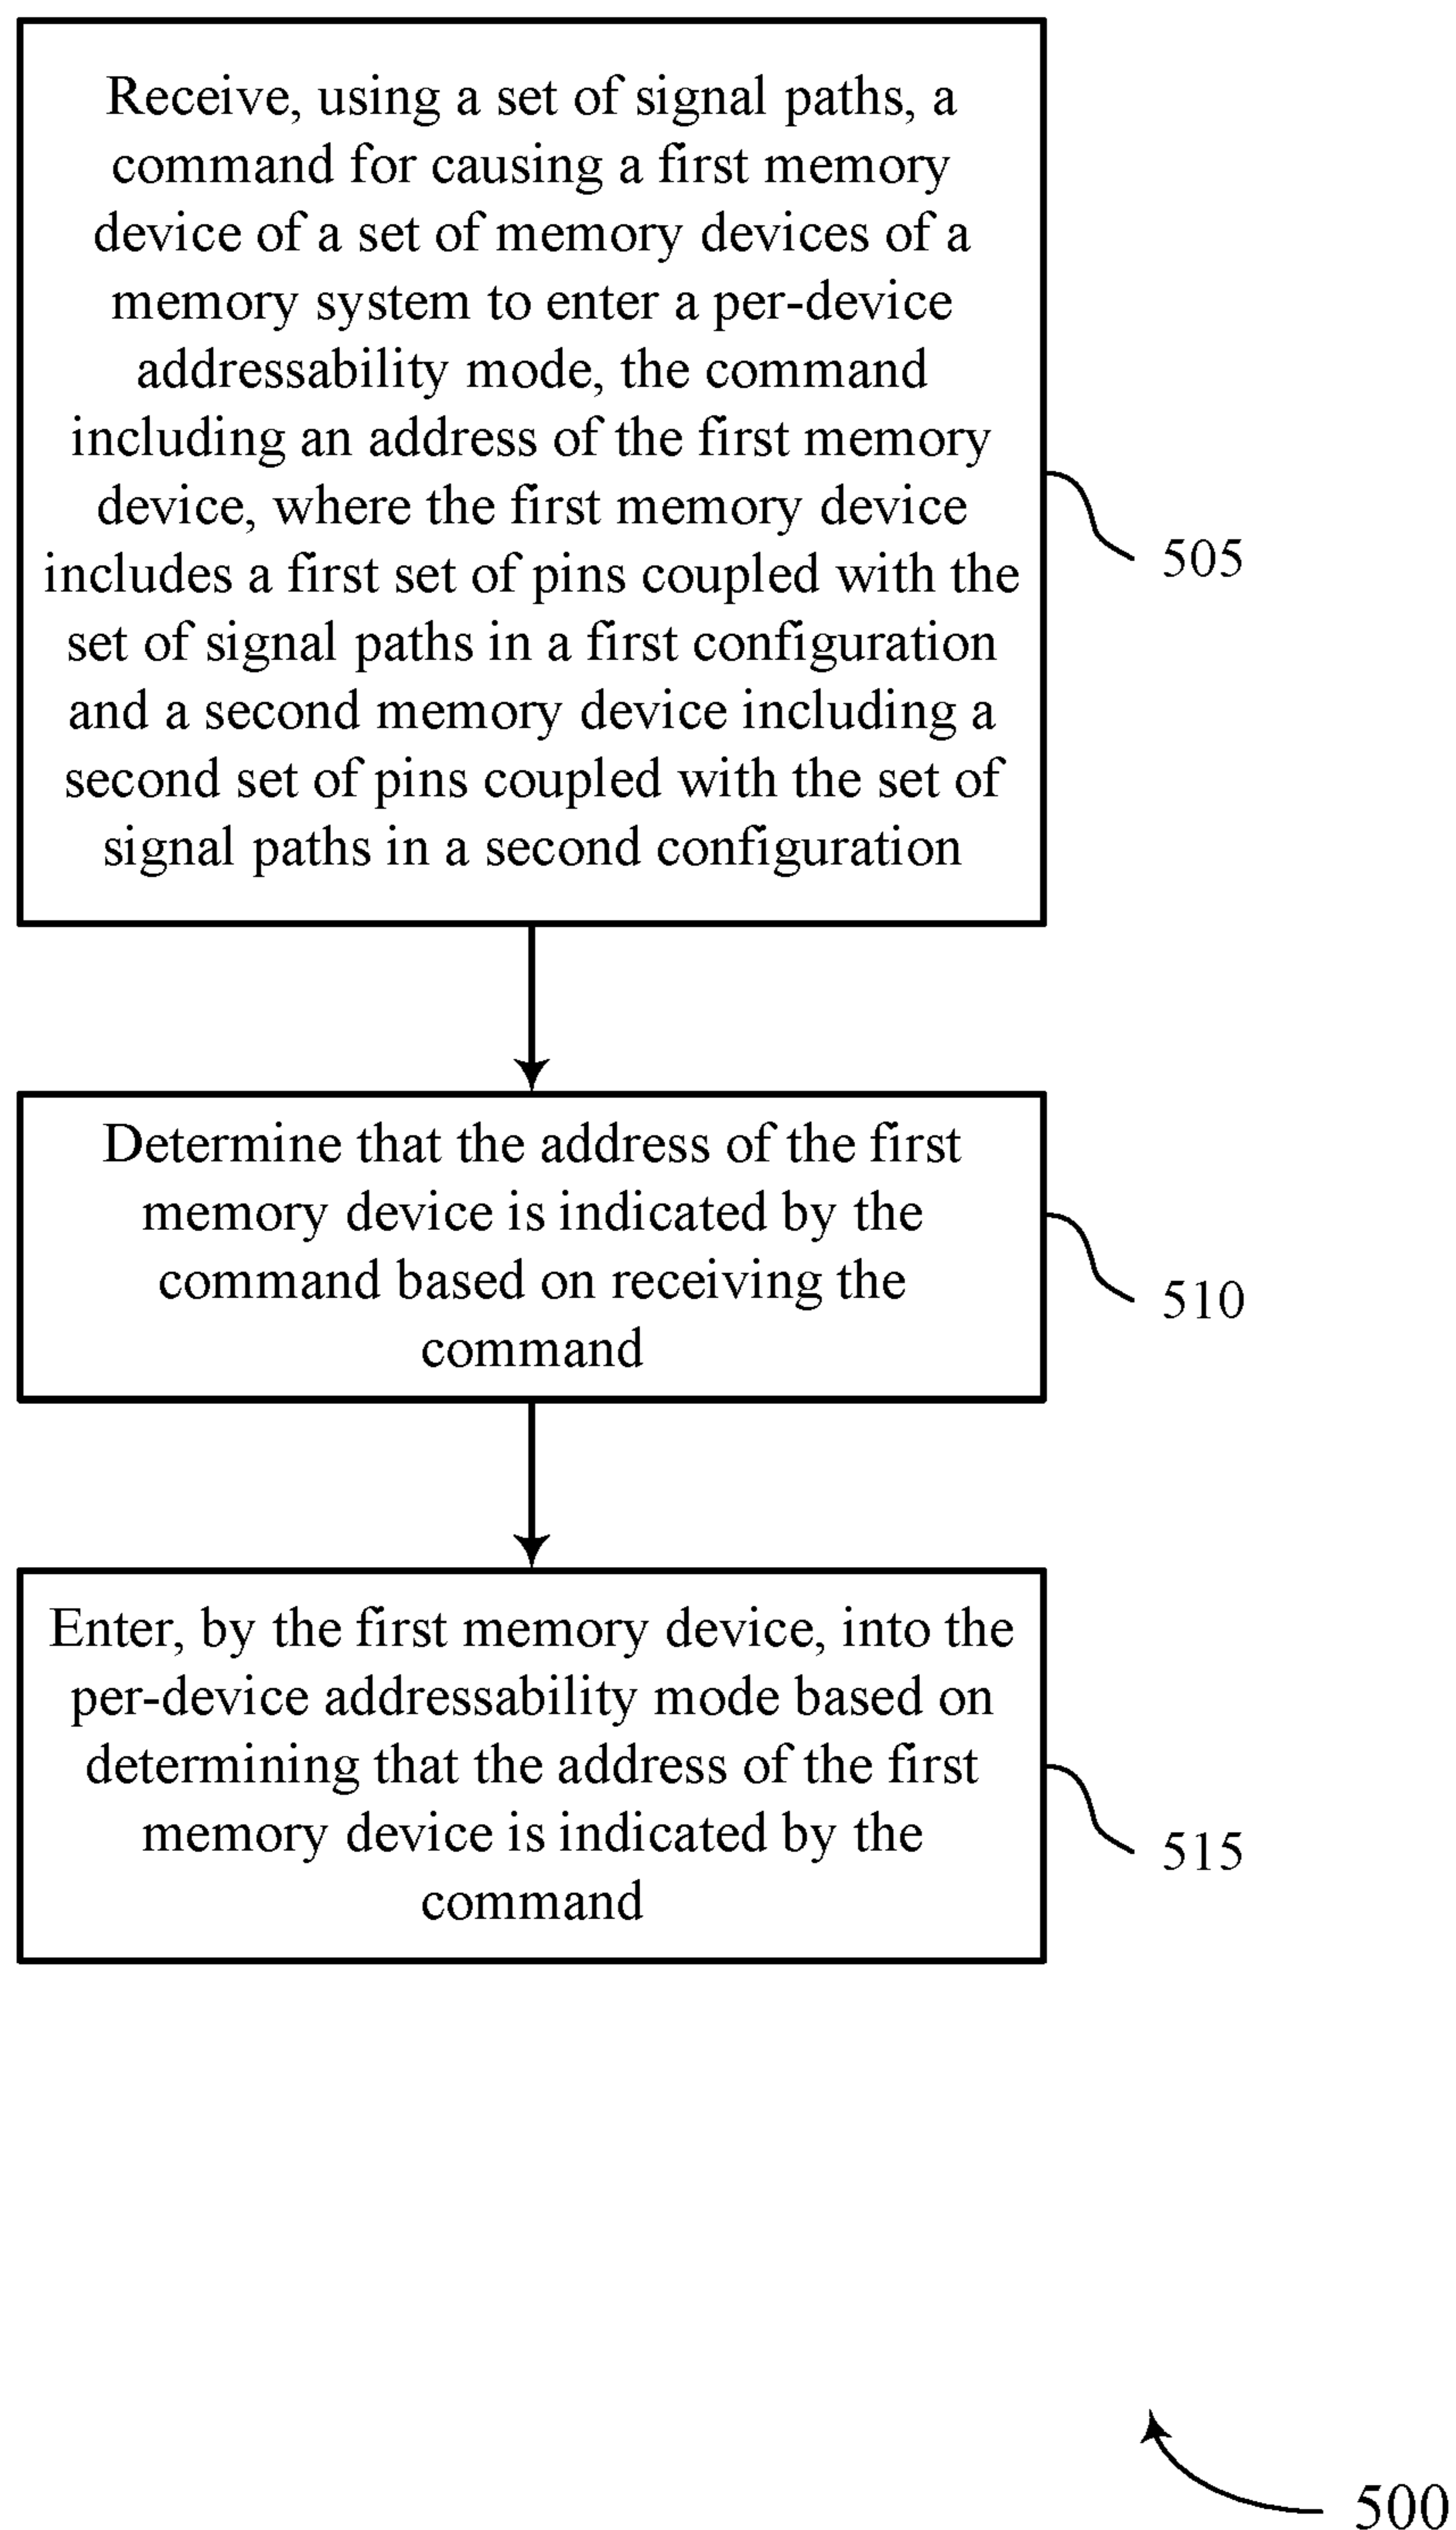 Receive, using a set of signal paths, a
command for causing a first memory
device of a set of memory devices of a
memory system to enter a per-device
addressability mode, the command
including an address of the first memory
device, where the first memory device
includes a first set of pins coupled with the
set of signal paths in a first configuration
and a second memory device including a
second set of pins coupled with the set of
signal paths in a second configuration
505
Determine that the address of the first
memory device is indicated by the
command based on receiving the
command
510
Enter, by the first memory device, into the
per-device addressability mode based on
determining that the address of the first
memory device is indicated by the
command
515
500